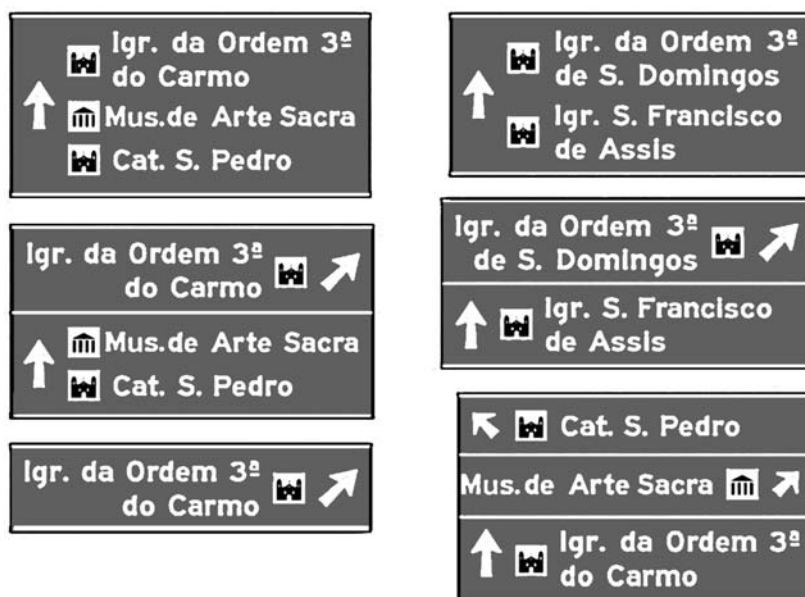 Igr. da Ordem 3ª
do Carmo
Mus.de Arte Sacra
Cat. S. Pedro
Igr. da Ordem 3ª
do Carmo
Mus.de Arte Sacra
Cat. S. Pedro
Igr. da Ordem 3ª
do Carmo
Igr. da Ordem 3ª
de S. Domingos
Igr. S. Francisco
de Assis
Igr. da Ordem 3ª
de S. Domingos
Igr. S. Francisco
de Assis
Cat. S. Pedro
Mus.de Arte Sacra
Igr. da Ordem 3ª
do Carmo